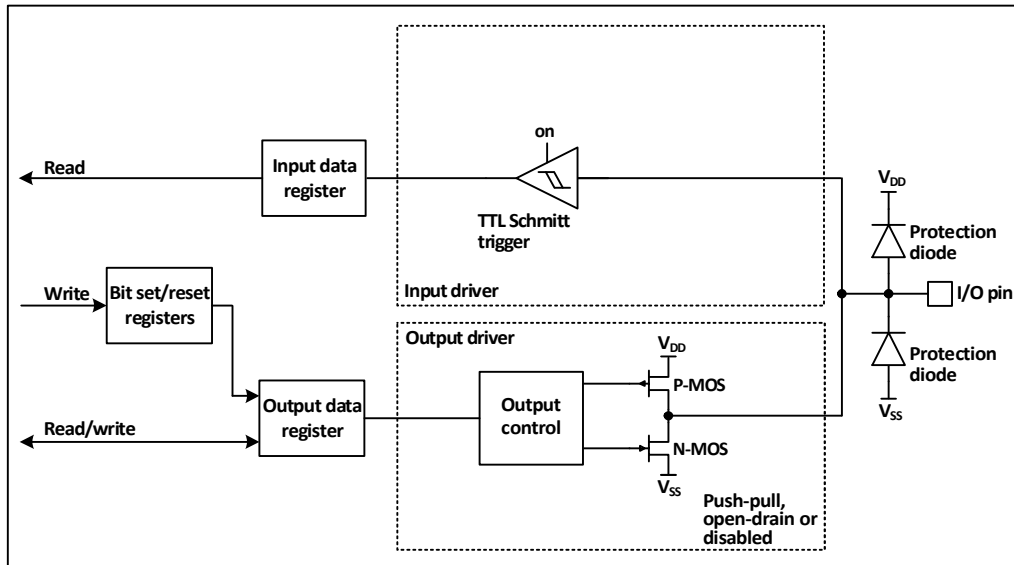 on
Read
Input data
register
TTL Schmitt
trigger
V_DD
Protection
diode
Write
Bit set/reset
registers
Input driver
I/O pin
Output driver
V_DD
P-MOS
Protection
diode
Output
control
Output data
register
Read/write
N-MOS
V_SS
V_SS
Push-pull,
open-drain or
disabled